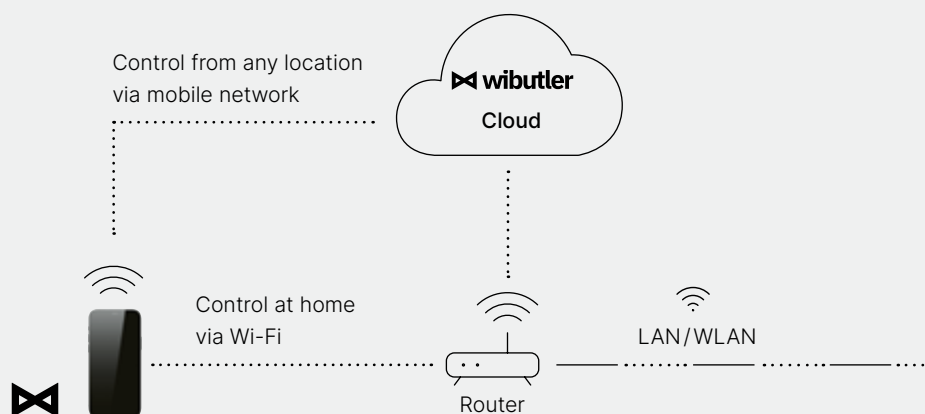 Control from any location
via mobile network
wibutler
Cloud
Control at home
via Wi-Fi
LAN/WLAN
Router